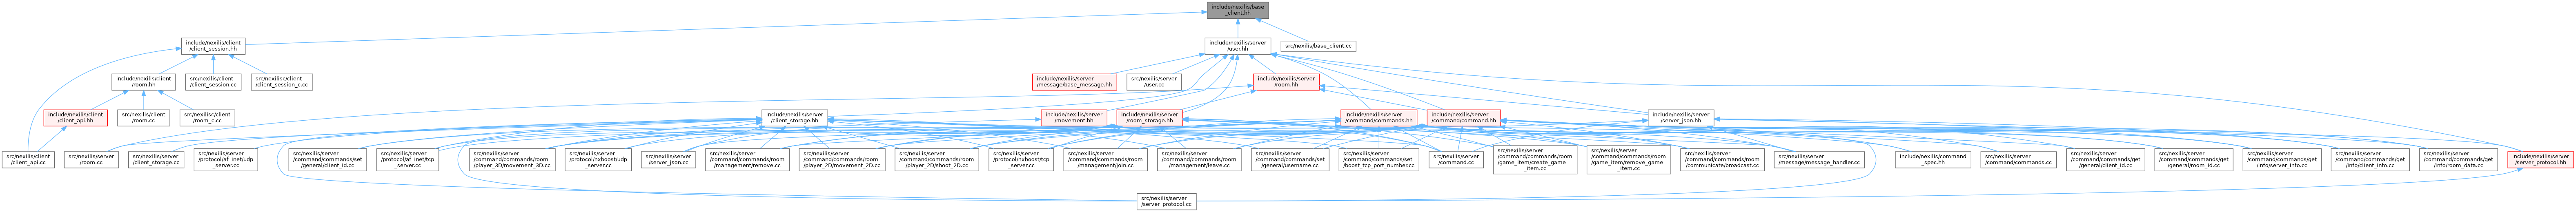 include/nexilis/base
_client.hh
include/nexilis/client
/client_session.hh
include/nexilis/server
/user.hh
src/nexilis/base_client.cc
include/nexilis/client
/room.hh
src/nexilis/client
/client_session.cc
src/nexilisc/client
/client_session_c.cc
include/nexilis/server
/message/base_message.hh
src/nexilis/server
/user.cc
include/nexilis/server
/room.hh
include/nexilis/client
/client_api.hh
src/nexilis/client
/room.cc
src/nexilisc/client
/room_c.cc
include/nexilis/server
/client_storage.hh
include/nexilis/server
/movement.hh
include/nexilis/server
/room_storage.hh
include/nexilis/server
/command/commands.hh
include/nexilis/server
/command/command.hh
include/nexilis/server
/server_json.hh
src/nexilis/client
/client_api.cc
src/nexilis/server
/room.cc
src/nexilis/server
/client_storage.cc
src/nexilis/server
/protocol/af_inet/udp
_server.cc
src/nexilis/server
/command/commands/set
/general/client_id.cc
src/nexilis/server
/protocol/af_inet/tcp
_server.cc
src/nexilis/server
/command/commands/room
/player_3D/movement_3D.cc
src/nexilis/server
/protocol/nxboost/udp
_server.cc
src/nexilis/server
/server_json.cc
src/nexilis/server
/command/commands/room
/management/remove.cc
src/nexilis/server
/command/commands/room
/player_2D/movement_2D.cc
src/nexilis/server
/command/commands/room
/player_2D/shoot_2D.cc
src/nexilis/server
/protocol/nxboost/tcp
_server.cc
src/nexilis/server
/command/commands/room
/management/join.cc
src/nexilis/server
/command/commands/room
/management/leave.cc
src/nexilis/server
/command/commands/set
/general/username.cc
src/nexilis/server
/command/commands/set
/boost_tcp_port_number.cc
src/nexilis/server
/command.cc
src/nexilis/server
/command/commands/room
/game_item/create_game
_item.cc
src/nexilis/server
/command/commands/room
/game_item/remove_game
_item.cc
src/nexilis/server
/command/commands/room
/communicate/broadcast.cc
src/nexilis/server
/message/message_handler.cc
include/nexilis/command
_spec.hh
src/nexilis/server
/command/commands.cc
src/nexilis/server
/command/commands/get
/general/client_id.cc
src/nexilis/server
/command/commands/get
/general/room_id.cc
src/nexilis/server
/command/commands/get
/info/server_info.cc
src/nexilis/server
/command/commands/get
/info/client_info.cc
src/nexilis/server
/command/commands/get
/info/room_data.cc
include/nexilis/server
/server_protocol.hh
src/nexilis/server
/server_protocol.cc